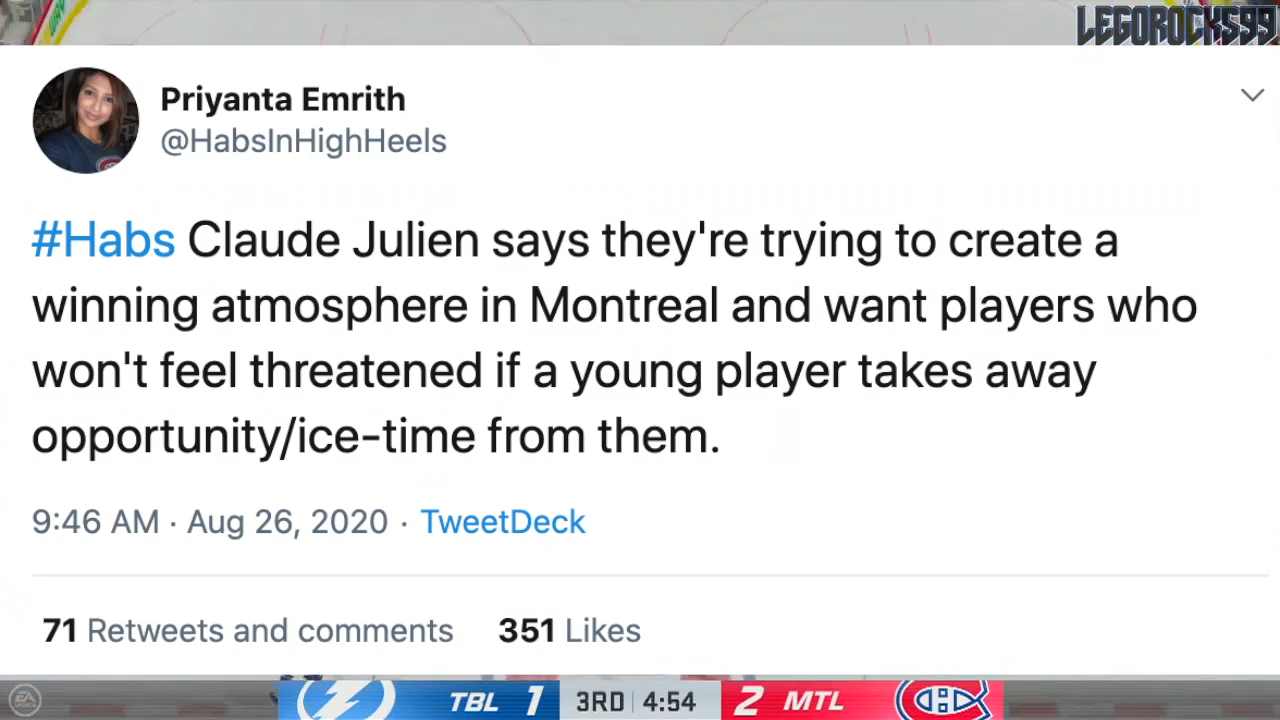 LEGOROCKS99
Priyanta Emrith
@HabsInHighHeels
#Habs Claude Julien says they're trying to create a
winning atmosphere in Montreal and want players who
won't feel threatened if a young player takes away
opportunity/ice-time from them.
9:46 AM · Aug 26, 2020 · TweetDeck
71 Retweets and comments 351 Likes
EA SPORTS TBL 1 3RD 4:54 2 MTL CH